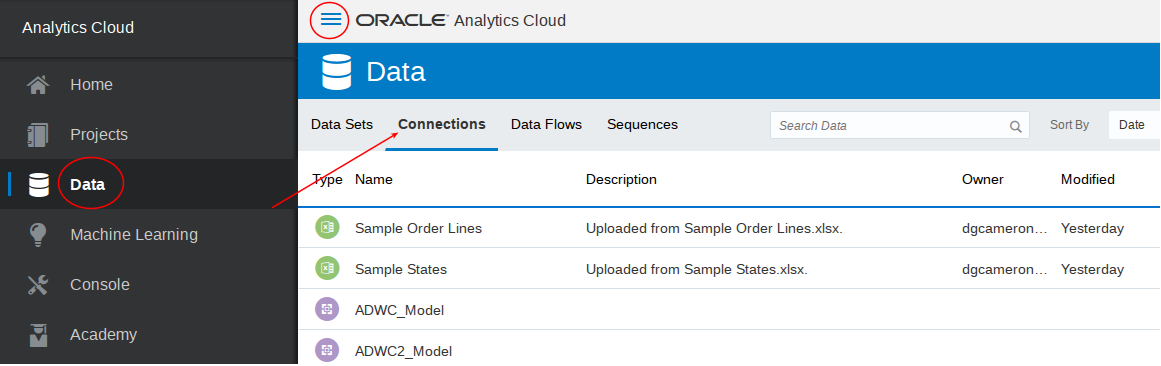 Analytics Cloud
Home
Projects
Data
Machine Learning
Console
Academy
ORACLE Analytics Cloud
Data
Data Sets Connections Data Flows Sequences Search Data Sort By Date
Type Name Description Owner Modified
Sample Order Lines Uploaded from Sample Order Lines.xlsx. dgcameron… Yesterday
Sample States Uploaded from Sample States.xlsx. dgcameron… Yesterday
ADWC_Model
ADWC2_Model